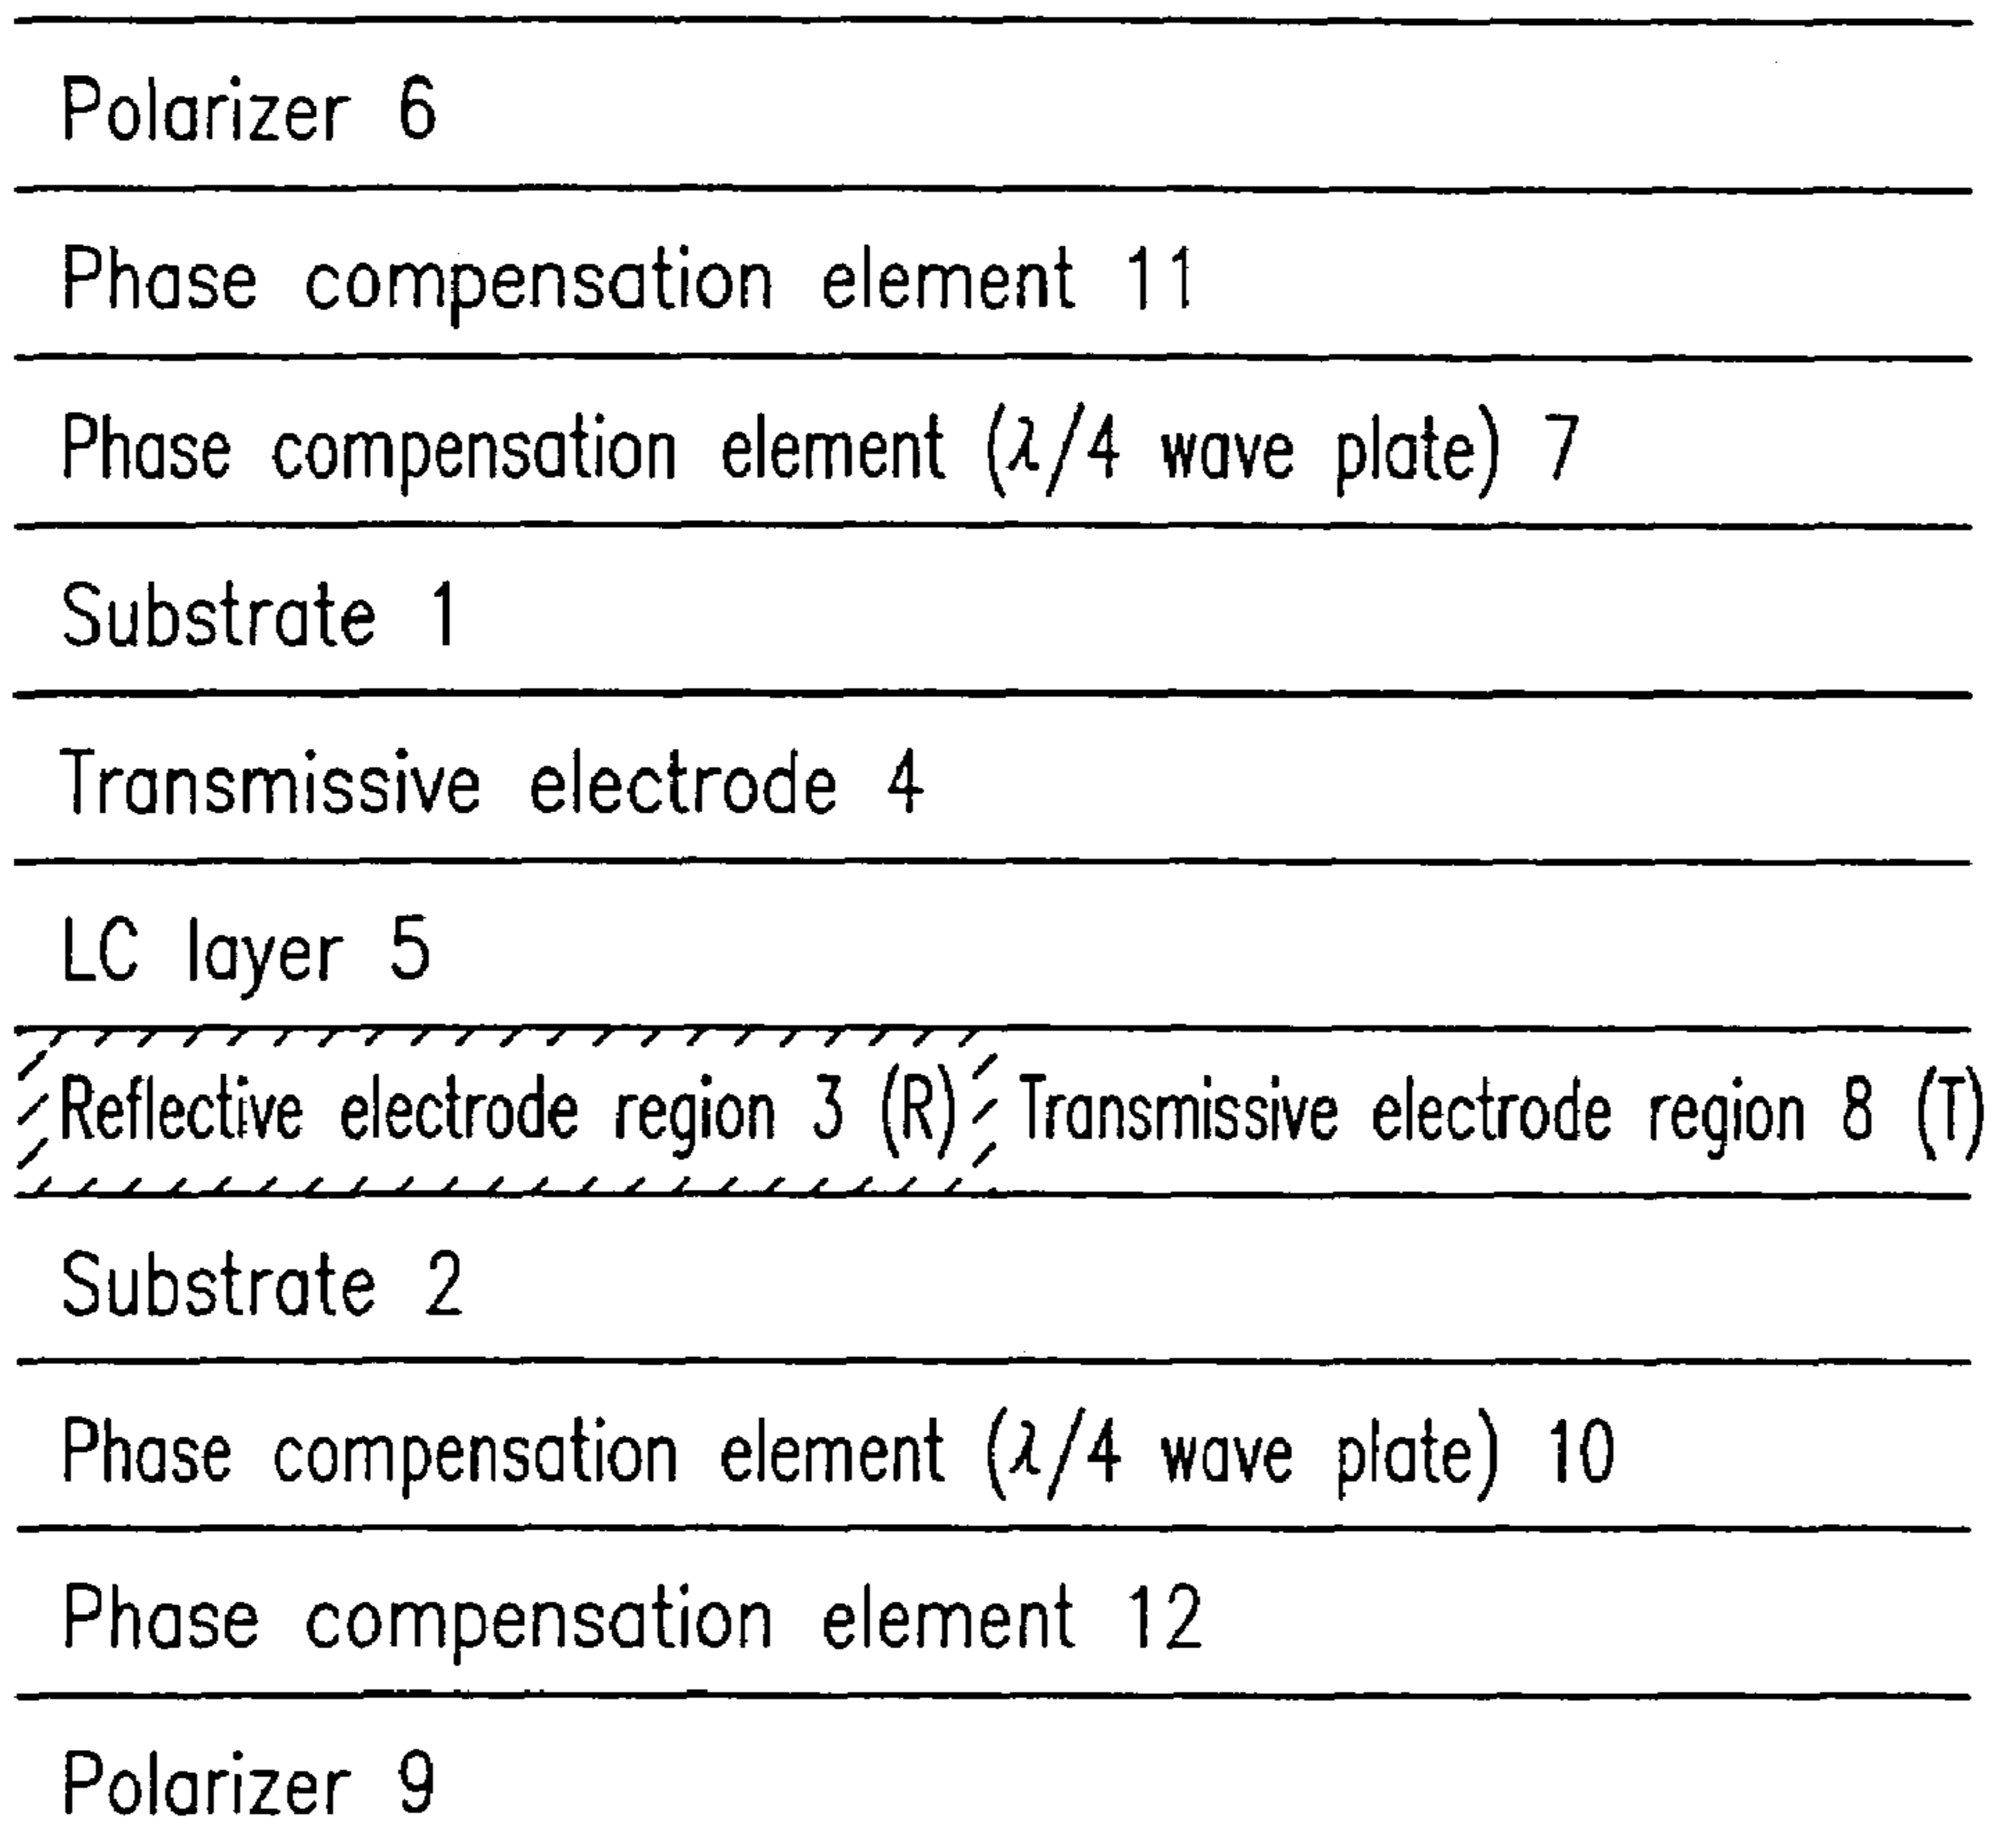 Polarizer 6
Phase compensation element 11
Phase compensation element (λ/4 wave plate) 7
Substrate 1
Transmissive electrode 4
LC layer 5
Reflective electrode region 3 (R) Transmissive electrode region 8 (T)
Substrate 2
Phase compensation element (λ/4 wave plate) 10
Phase compensation element 12
Polarizer 9